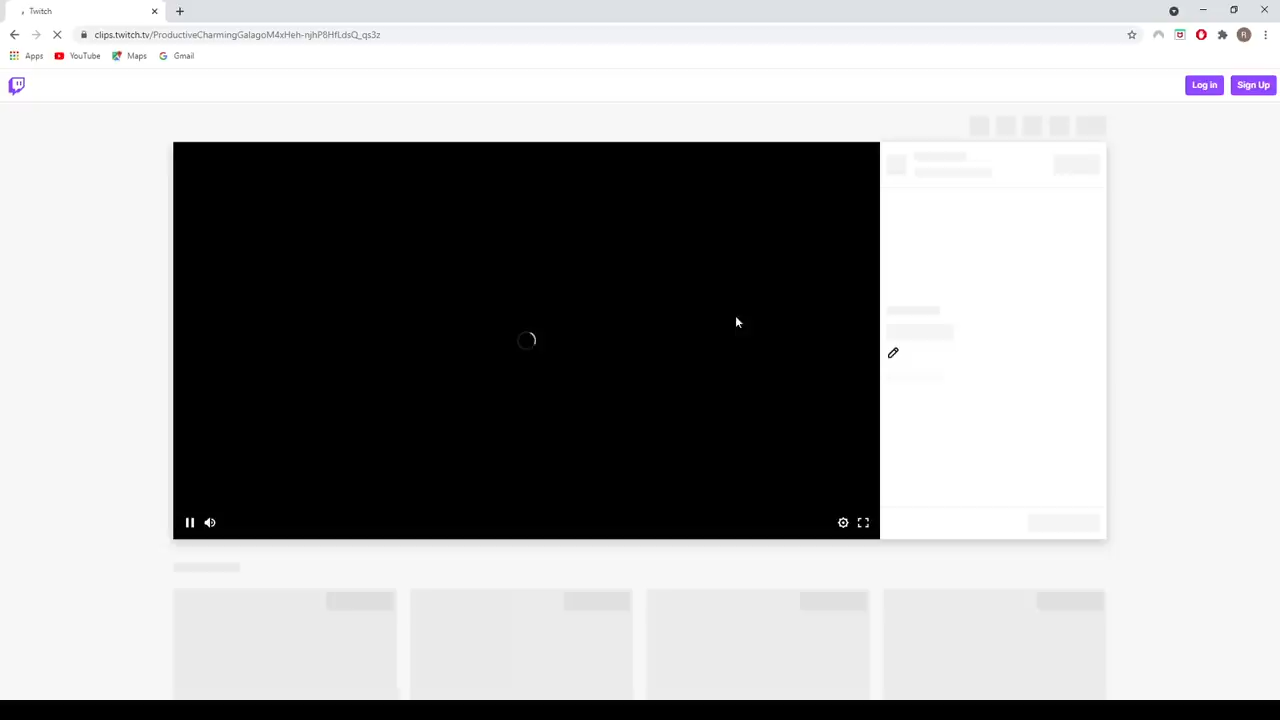 Twitch
clips.twitch.tv/ProductiveCharmingGalagoM4xHeh-njhP8HfLdsQ_qs3z
R
Apps YouTube Maps Gmail
Log in Sign Up